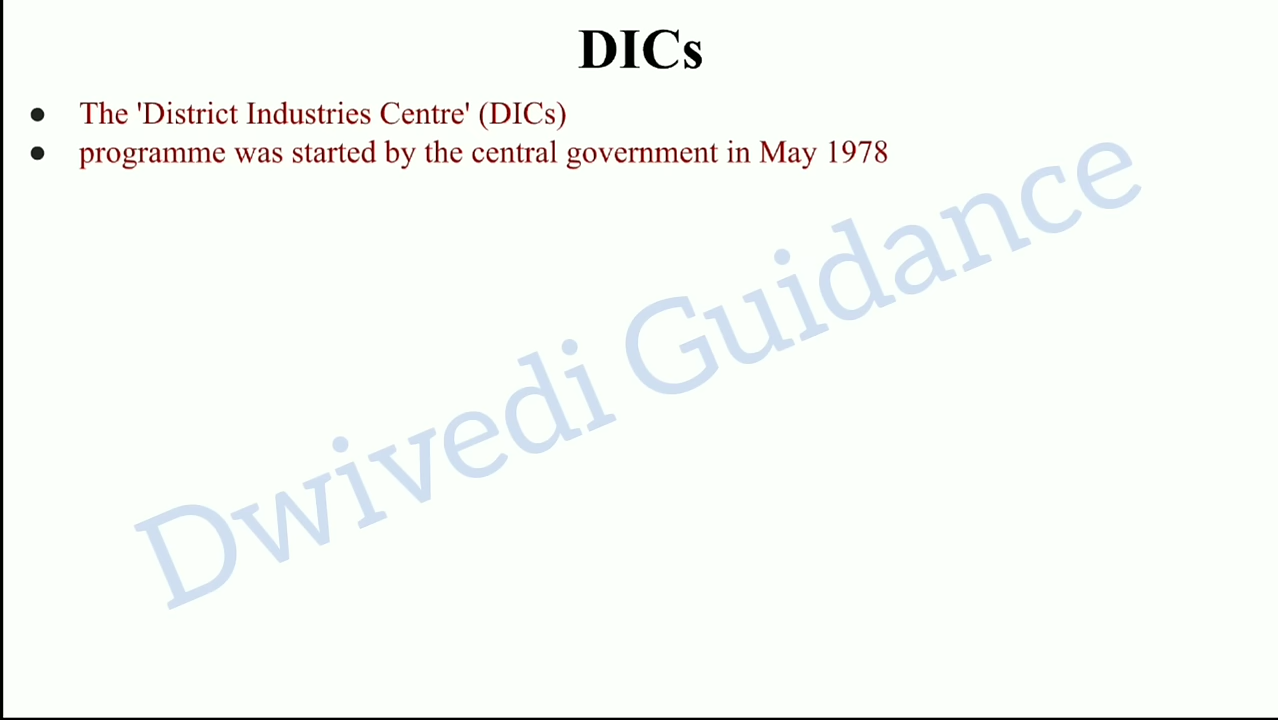 DICs
● The 'District Industries Centre' (DICs)
● programme was started by the central government in May 1978
Dwivedi Guidance